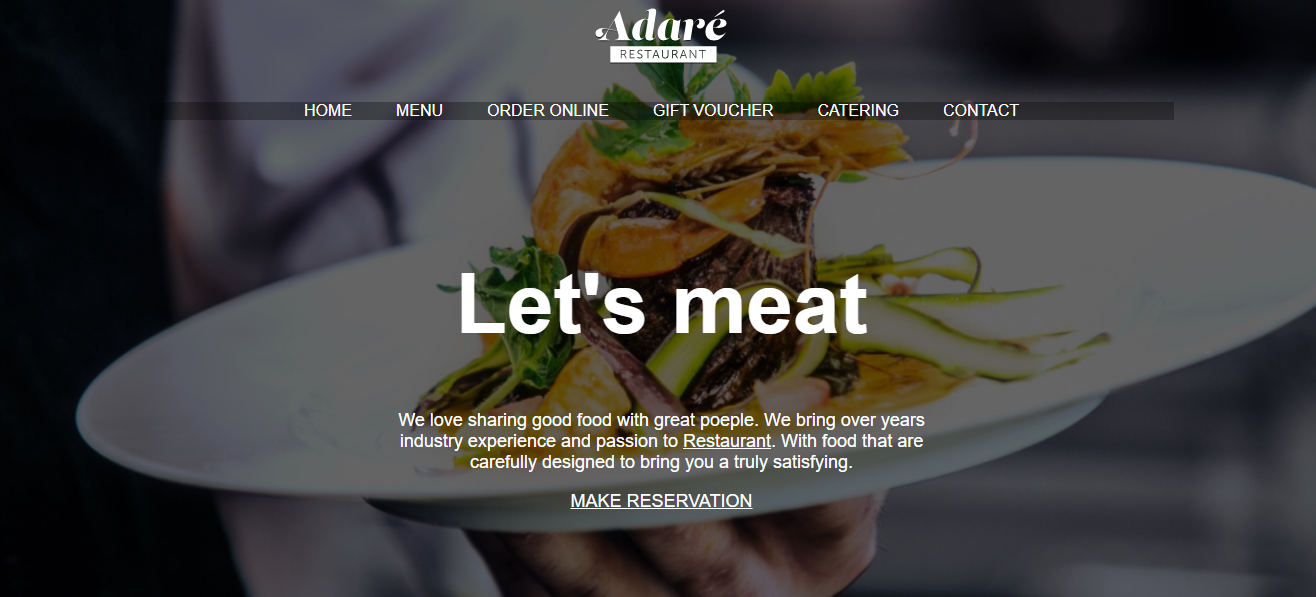 Adaré
RESTAURANT
HOME MENU ORDER ONLINE GIFT VOUCHER CATERING CONTACT
Let's meat
We love sharing good food with great poeple. We bring over years
industry experience and passion to Restaurant. With food that are
carefully designed to bring you a truly satisfying.
MAKE RESERVATION